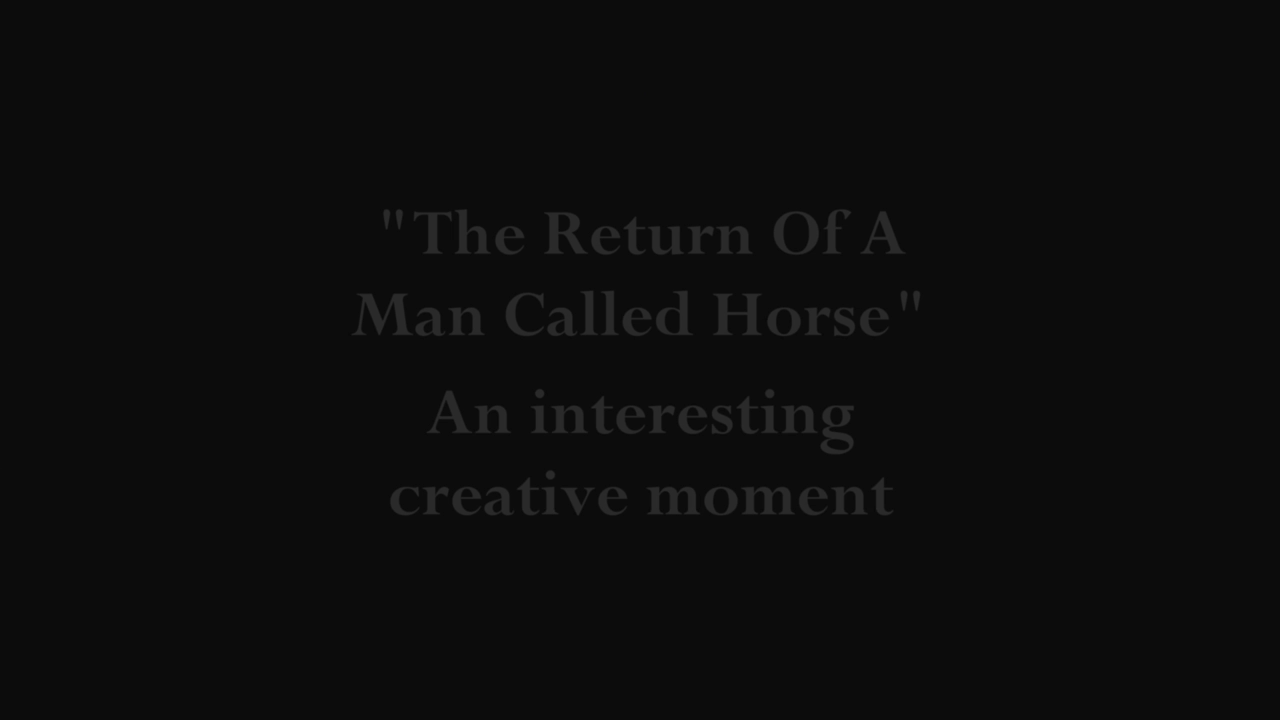 "The Return Of A
Man Called Horse"
An interesting
creative moment